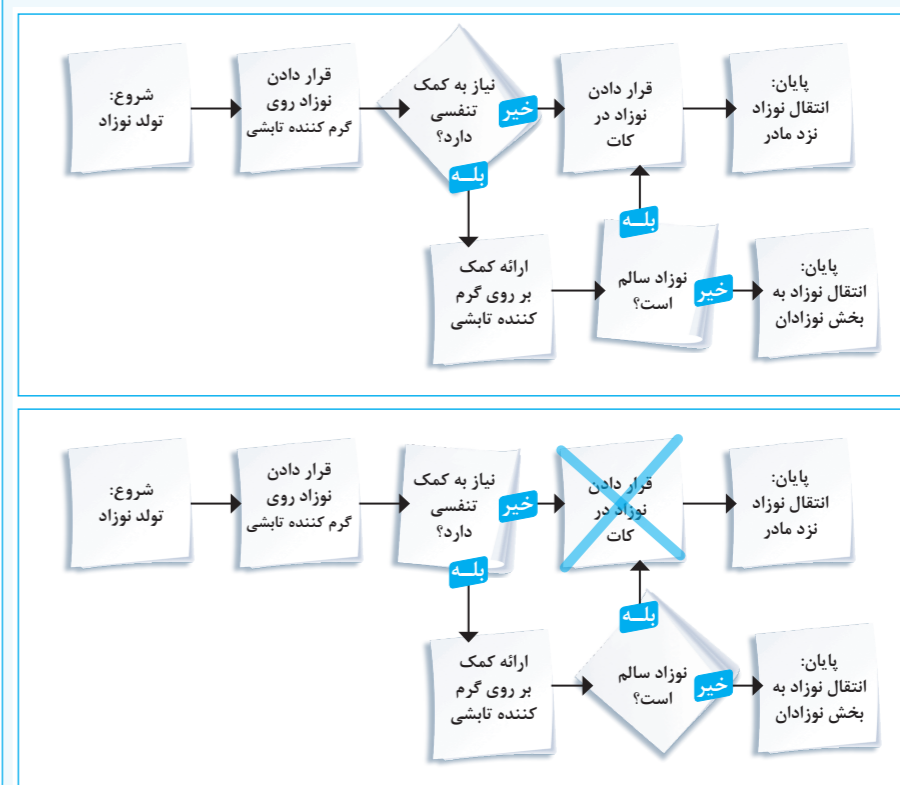 شروع:
تولد نوزاد
قرار دادن
نوزاد روی
گرم کننده تابشی
نیاز به کمک
تنفسی
دارد؟
خیر
بلــه
قرار دادن
نوزاد در
کات
پایان:
انتقال نوزاد
نزد مادر
ارائه کمک
بر روی گرم
کننده تابشی
نوزاد سالم
است؟
بلــه
خیر
پایان:
انتقال نوزاد به
بخش نوزادان
شروع:
تولد نوزاد
قرار دادن
نوزاد روی
گرم کننده تابشی
نیاز به کمک
تنفسی
دارد؟
خیر
بلــه
قرار دادن
نوزاد در
کات
پایان:
انتقال نوزاد
نزد مادر
ارائه کمک
بر روی گرم
کننده تابشی
نوزاد سالم
است؟
بلــه
خیر
پایان:
انتقال نوزاد به
بخش نوزادان